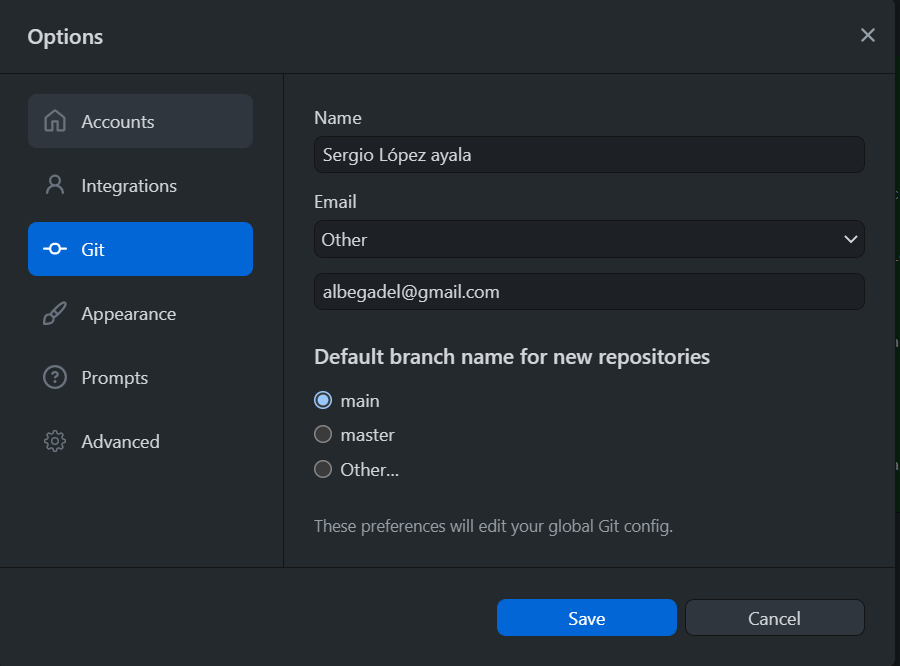 Options
Accounts
Integrations
Git
Appearance
Prompts
Advanced
Name
Sergio López ayala
Email
Other
albegadel@gmail.com
Default branch name for new repositories
main
master
Other...
These preferences will edit your global Git config.
Save
Cancel